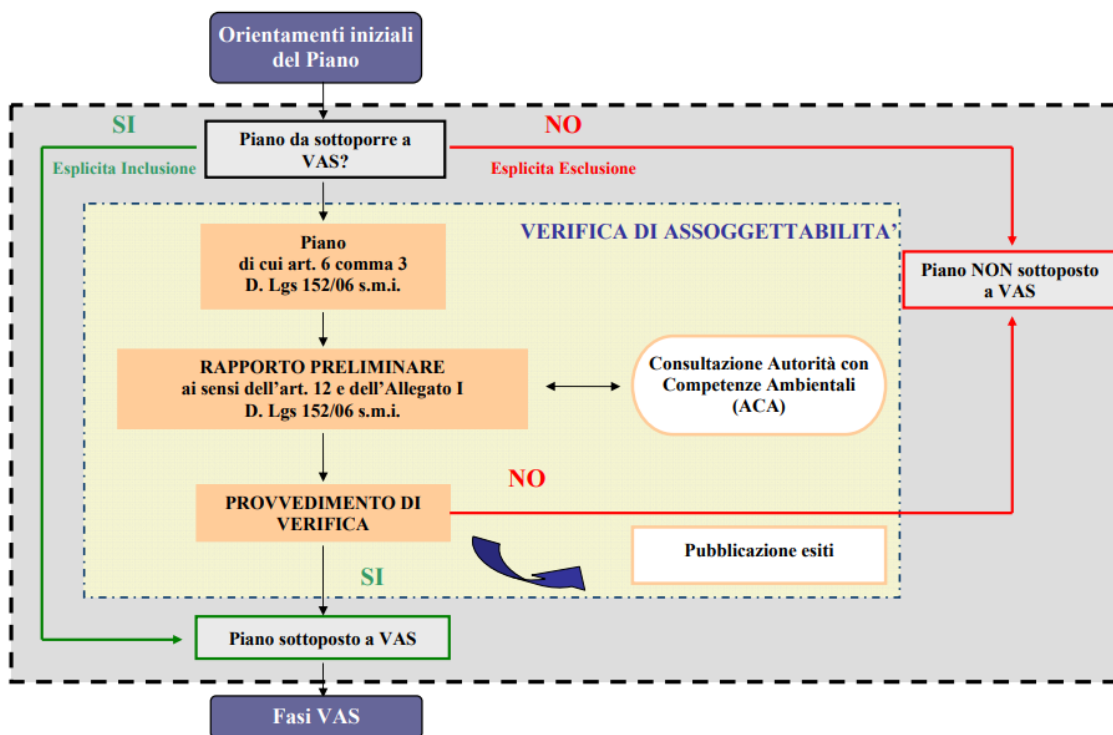 Orientamenti iniziali
del Piano
SI
NO
Piano da sottoporre a
VAS?
Esplicita Inclusione
Esplicita Esclusione
VERIFICA DI ASSOGGETTABILITA’
Piano
di cui art. 6 comma 3
D. Lgs 152/06 s.m.i.
Piano NON sottoposto
a VAS
RAPPORTO PRELIMINARE
ai sensi dell’art. 12 e dell’Allegato I
D. Lgs 152/06 s.m.i.
Consultazione Autorità con
Competenze Ambientali
(ACA)
NO
PROVVEDIMENTO DI
VERIFICA
Pubblicazione esiti
SI
Piano sottoposto a VAS
Fasi VAS